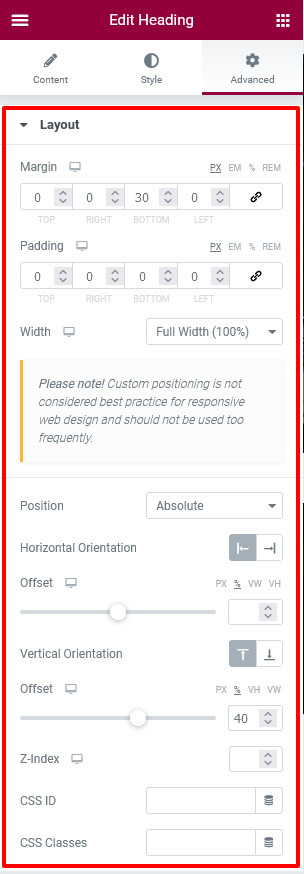 Edit Heading
Content Style Advanced
Layout
Margin PX EM % REM
0 0 30 0
TOP RIGHT BOTTOM LEFT
Padding PX EM % REM
0 0 0 0
TOP RIGHT BOTTOM LEFT
Width Full Width (100%)
Please note! Custom positioning is not
considered best practice for responsive
web design and should not be used too
frequently.
Position Absolute
Horizontal Orientation
Offset PX % VW VH
Vertical Orientation
Offset PX % VH VW
40
Z-Index
CSS ID
CSS Classes